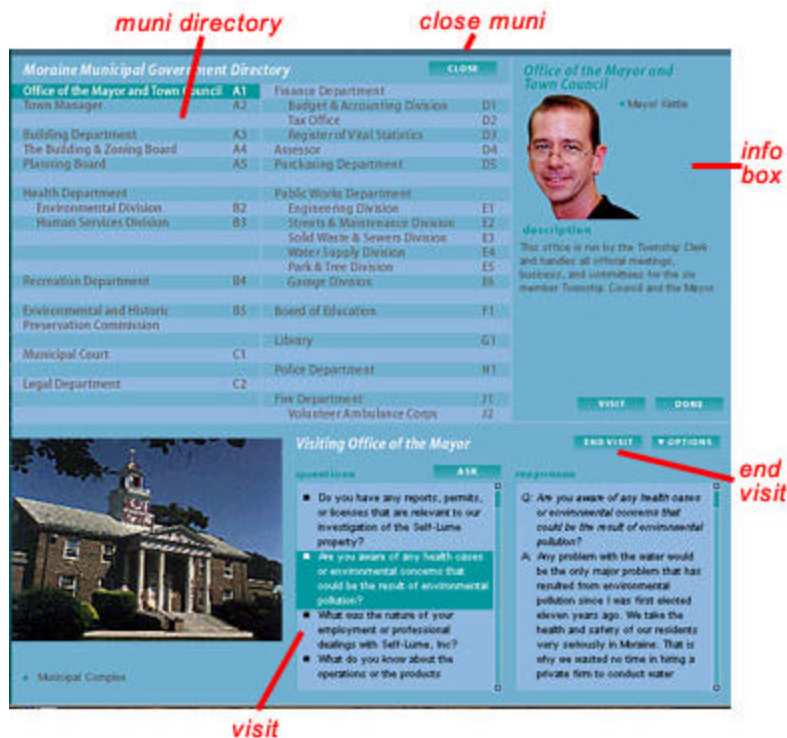 muni directory
close muni
Moraine Municipal Government Directory
CLOSE
Office of the Mayor and Town Council A1
Town Manager A2
Building Department A3
The Building & Zoning Board A4
Planning Board A5
Health Department
Environmental Division B2
Human Services Division B3
Recreation Department B4
Environmental and Historic B5
Preservation Commission
Municipal Court C1
Legal Department C2
Finance Department
Budget & Accounting Division D1
Tax Office D2
Register of Vital Statistics D3
Assessor D4
Purchasing Department D5
Public Works Department
Engineering Division E1
Streets & Maintenance Division E2
Solid Waste & Sewers Division E3
Water Supply Division E4
Park & Tree Division E5
Garage Division E6
Board of Education F1
Library G1
Police Department H1
Fire Department J1
Volunteer Ambulance Corps J2
Office of the Mayor and
Town Council
Mayor Kettle
info
box
description
This office is run by the Township Clerk
and handles all official meetings,
business, and committees for the six
member Township Council and the Mayor
VISIT
DONE
Visiting Office of the Mayor
END VISIT
▼ OPTIONS
end
visit
questions
ASK
■ Do you have any reports, permits,
or licenses that are relevant to our
investigation of the Self-Lume
property?
■ Are you aware of any health cases
or environmental concerns that
could be the result of environmental
pollution?
■ What was the nature of your
employment or professional
dealings with Self-Lume, Inc?
■ What do you know about the
operations or the products
responses
Q: Are you aware of any health cases
or environmental concerns that
could be the result of environmental
pollution?
A: Any problem with the water would
be the only major problem that has
resulted from environmental
pollution since I was first elected
eleven years ago. We take the
health and safety of our residents
very seriously in Moraine. That is
why we wasted no time in hiring a
private firm to conduct water
Municipal Complex
visit